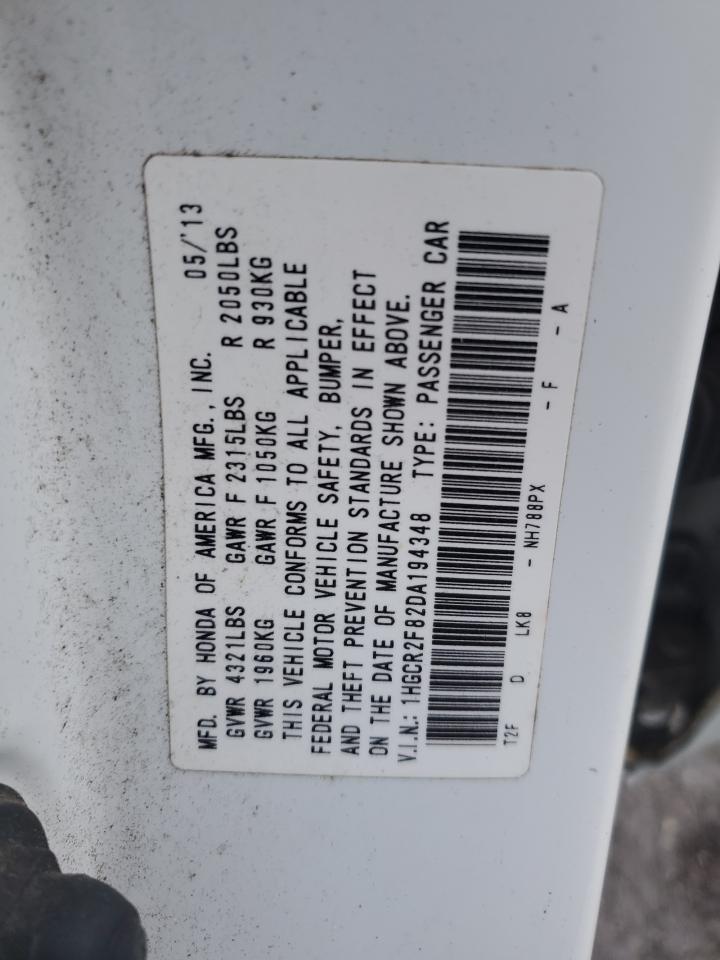 MFD. BY HONDA OF AMERICA MFG., INC. 05/'13
GVWR 4321LBS GAWR F 2315LBS R 2050LBS
GVWR 1960KG GAWR F 1050KG R 930KG
THIS VEHICLE CONFORMS TO ALL APPLICABLE
FEDERAL MOTOR VEHICLE SAFETY, BUMPER,
AND THEFT PREVENTION STANDARDS IN EFFECT
ON THE DATE OF MANUFACTURE SHOWN ABOVE.
V.I.N.: 1HGCR2F82DA194348 TYPE: PASSENGER CAR
T2F D LK8 - NH788PX - F - A